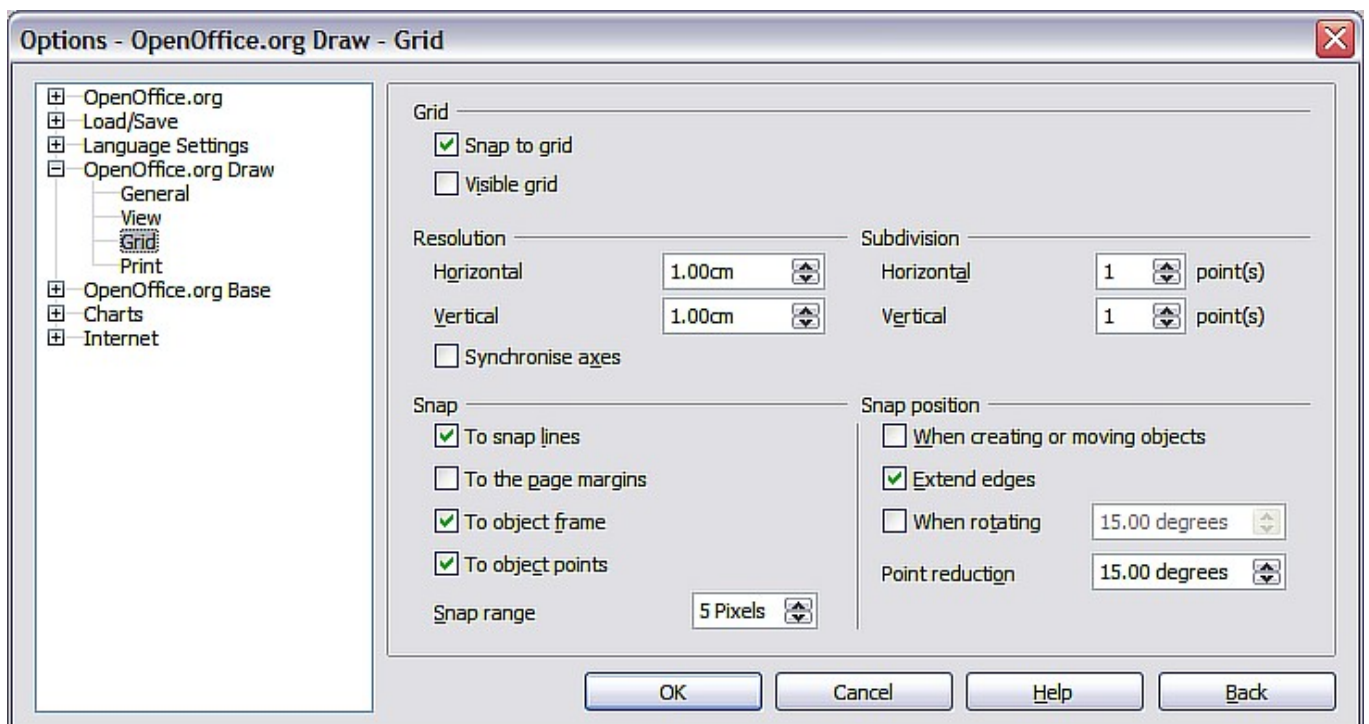 Options - OpenOffice.org Draw - Grid
OpenOffice.org
Load/Save
Language Settings
OpenOffice.org Draw
General
View
Grid
Print
OpenOffice.org Base
Charts
Internet
Grid
Snap to grid
Visible grid
Resolution
Horizontal 1.00cm
Vertical 1.00cm
Synchronise axes
Subdivision
Horizontal 1 point(s)
Vertical 1 point(s)
Snap
To snap lines
To the page margins
To object frame
To object points
Snap range 5 Pixels
Snap position
When creating or moving objects
Extend edges
When rotating 15.00 degrees
Point reduction 15.00 degrees
OK Cancel Help Back